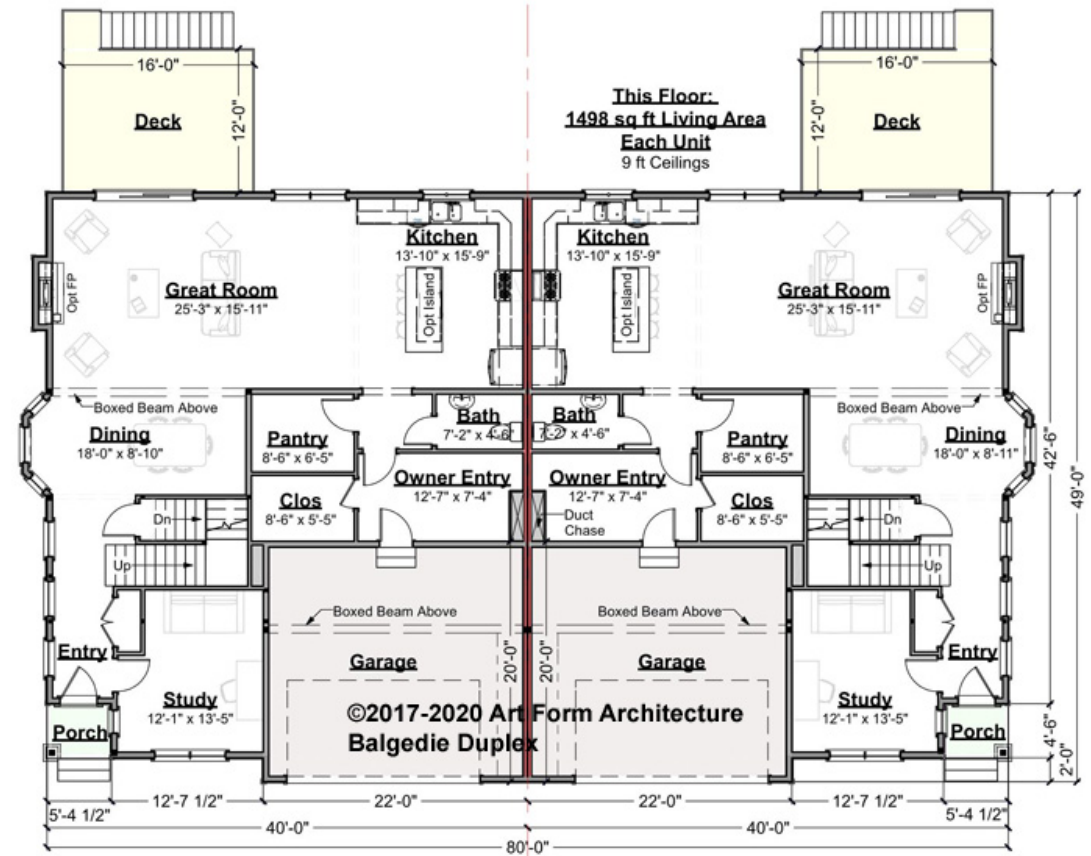 16'-0"
16'-0"
This Floor:
1498 sq ft Living Area
Each Unit
9 ft Ceilings
Deck
12'-0"
12'-0"
Deck
Kitchen
13'-10" x 15'-9"
Kitchen
13'-10" x 15'-9"
Opt FP
Great Room
25'-3" x 15'-11"
Opt Island
Opt Island
Great Room
25'-3" x 15'-11"
Opt FP
Boxed Beam Above
Boxed Beam Above
Dining
18'-0" x 8'-10"
Pantry
8'-6" x 6'-5"
Bath
7'-2" x 4'-6"
Bath
7'-2" x 4'-6"
Pantry
8'-6" x 6'-5"
Dining
18'-0" x 8'-11"
42'-6"
49'-0"
Owner Entry
12'-7" x 7'-4"
Owner Entry
12'-7" x 7'-4"
Clos
8'-6" x 5'-5"
Clos
8'-6" x 5'-5"
Dn
Duct
Chase
Dn
Up
Up
Boxed Beam Above
Boxed Beam Above
Entry
Garage
20'-0"
20'-0"
Garage
Entry
Study
12'-1" x 13'-5"
Study
12'-1" x 13'-5"
©2017-2020 Art Form Architecture
Balgedie Duplex
Porch
Porch
4'-6"
2'-0"
5'-4 1/2"
12'-7 1/2"
22'-0"
22'-0"
12'-7 1/2"
5'-4 1/2"
40'-0"
40'-0"
80'-0"